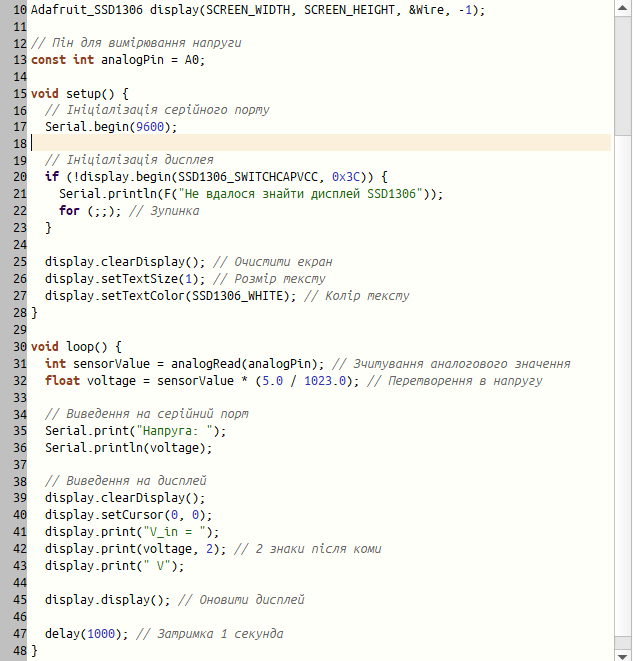 10 Adafruit_SSD1306 display(SCREEN_WIDTH, SCREEN_HEIGHT, &Wire, -1);
11
12 // Пін для вимірювання напруги
13 const int analogPin = A0;
14
15 void setup() {
16   // Ініціалізація серійного порту
17   Serial.begin(9600);
18
19   // Ініціалізація дисплея
20   if (!display.begin(SSD1306_SWITCHCAPVCC, 0x3C)) {
21     Serial.println(F("Не вдалося знайти дисплей SSD1306"));
22     for (;;); // Зупинка
23   }
24
25   display.clearDisplay(); // Очистити екран
26   display.setTextSize(1); // Розмір тексту
27   display.setTextColor(SSD1306_WHITE); // Колір тексту
28 }
29
30 void loop() {
31   int sensorValue = analogRead(analogPin); // Зчитування аналогового значення
32   float voltage = sensorValue * (5.0 / 1023.0); // Перетворення в напругу
33
34   // Виведення на серійний порт
35   Serial.print("Напруга: ");
36   Serial.println(voltage);
37
38   // Виведення на дисплей
39   display.clearDisplay();
40   display.setCursor(0, 0);
41   display.print("V_in = ");
42   display.print(voltage, 2); // 2 знаки після коми
43   display.print(" V");
44
45   display.display(); // Оновити дисплей
46
47   delay(1000); // Затримка 1 секунда
48 }